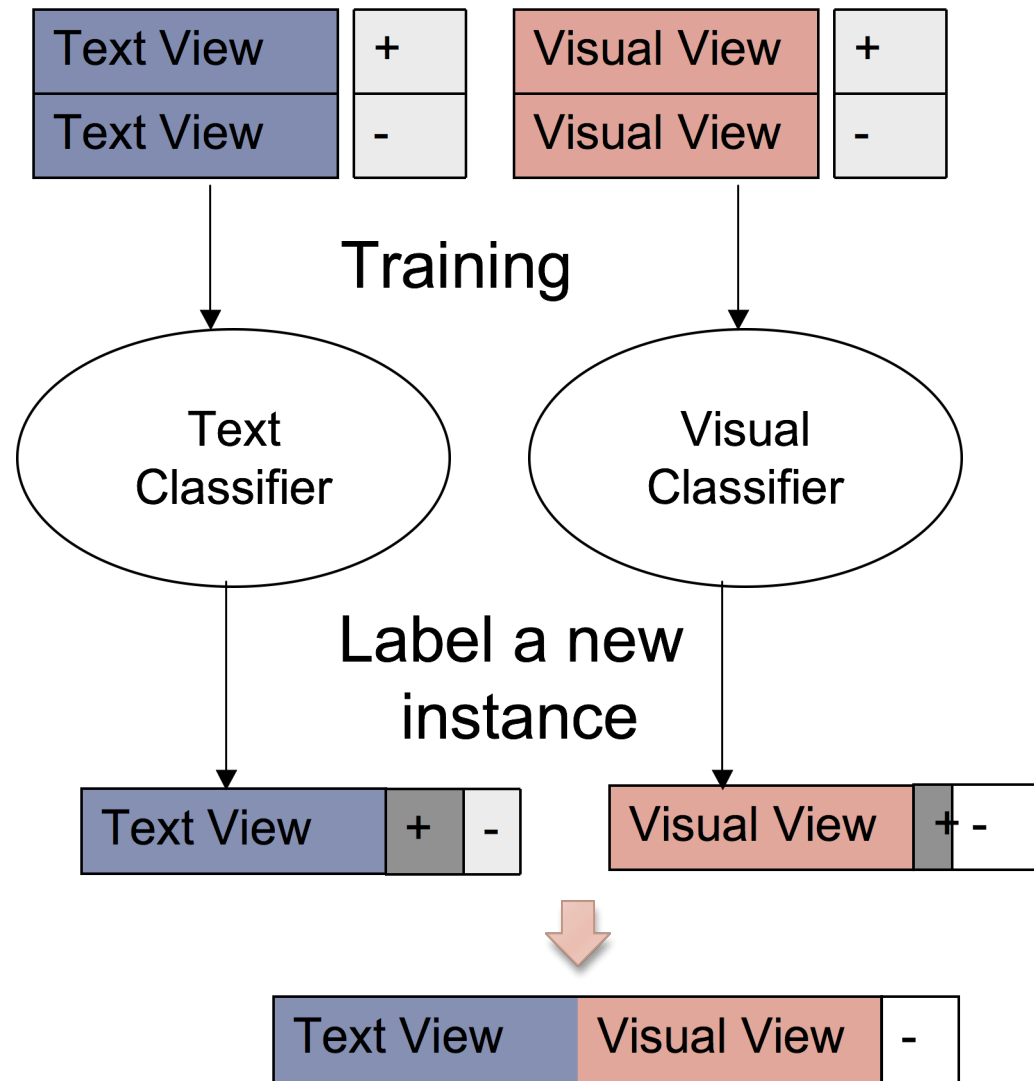 Text View + Visual View +
Text View - Visual View -
Training
Text Visual
Classifier Classifier
Label a new
instance
Text View + - Visual View + -
Text View Visual View -